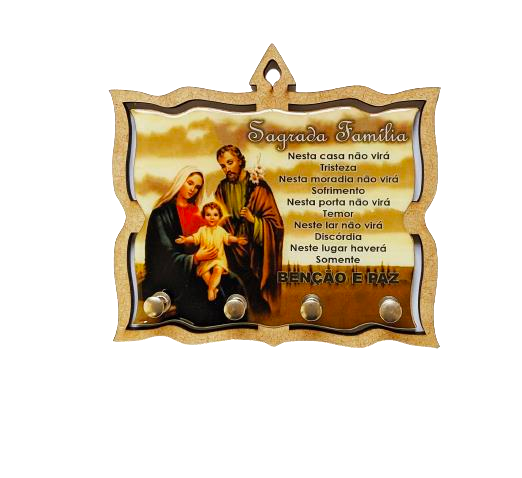 Sagrada Família
Nesta casa não virá
Tristeza
Nesta moradia não virá
Sofrimento
Nesta porta não virá
Temor
Neste lar não virá
Discórdia
Neste lugar haverá
Somente
BENÇÃO E PAZ